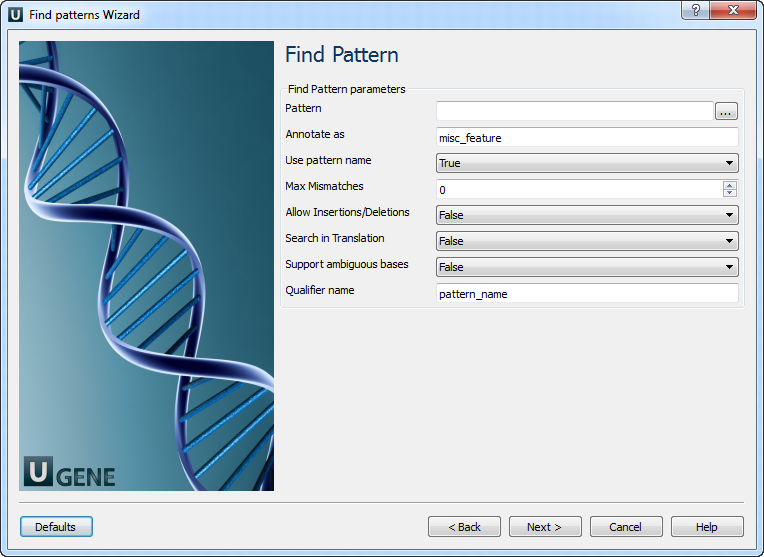 Find patterns Wizard
Find Pattern
Find Pattern parameters
Pattern
...
Annotate as
misc_feature
Use pattern name
True
Max Mismatches
0
Allow Insertions/Deletions
False
Search in Translation
False
Support ambiguous bases
False
Qualifier name
pattern_name
U GENE
Defaults
< Back
Next >
Cancel
Help